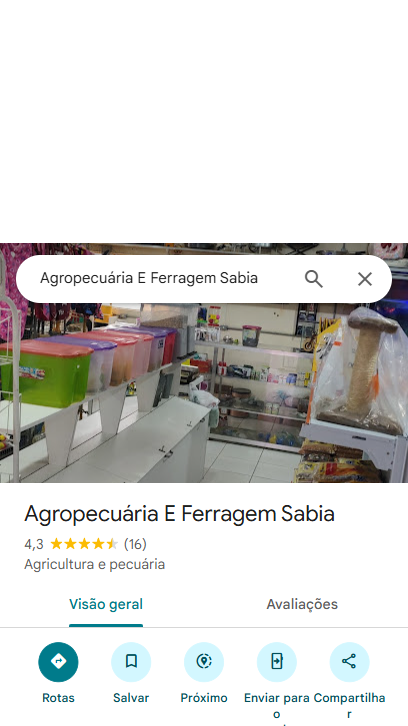 Agropecuária E Ferragem Sabia
Agropecuária E Ferragem Sabia
4,3 (16)
Agricultura e pecuária
Visão geral Avaliações
Rotas Salvar Próximo Enviar para o Compartilhar